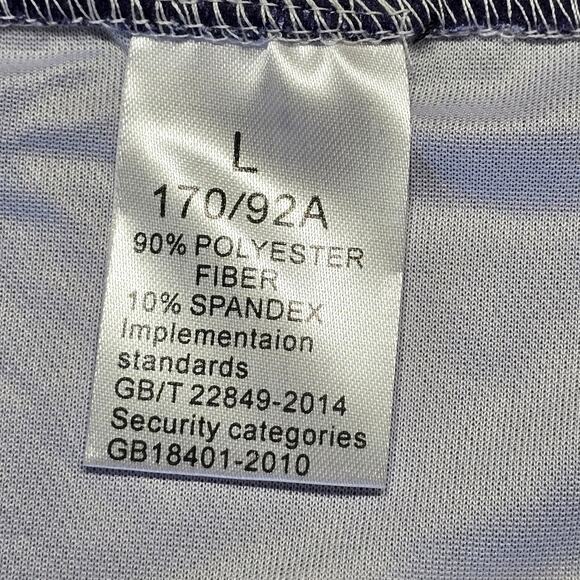 L
170/92A
90% POLYESTER
FIBER
10% SPANDEX
Implementaion
standards
GB/T 22849-2014
Security categories
GB18401-2010